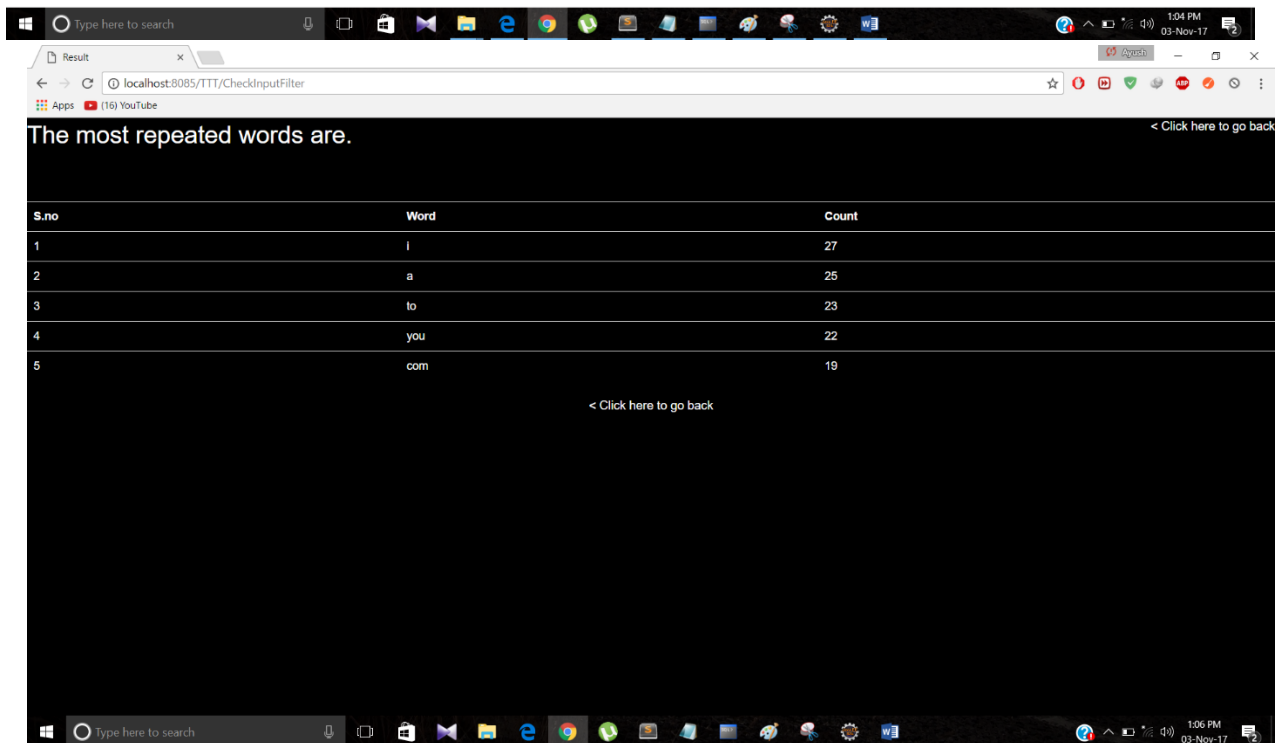 Type here to search
1:04 PM
03-Nov-17
2
Result
Ayush
localhost:8085/TTT/CheckInputFilter
ABP
Apps (16) YouTube
The most repeated words are.
< Click here to go back
S.no Word Count
1 i 27
2 a 25
3 to 23
4 you 22
5 com 19
< Click here to go back
Type here to search
1:06 PM
03-Nov-17
2